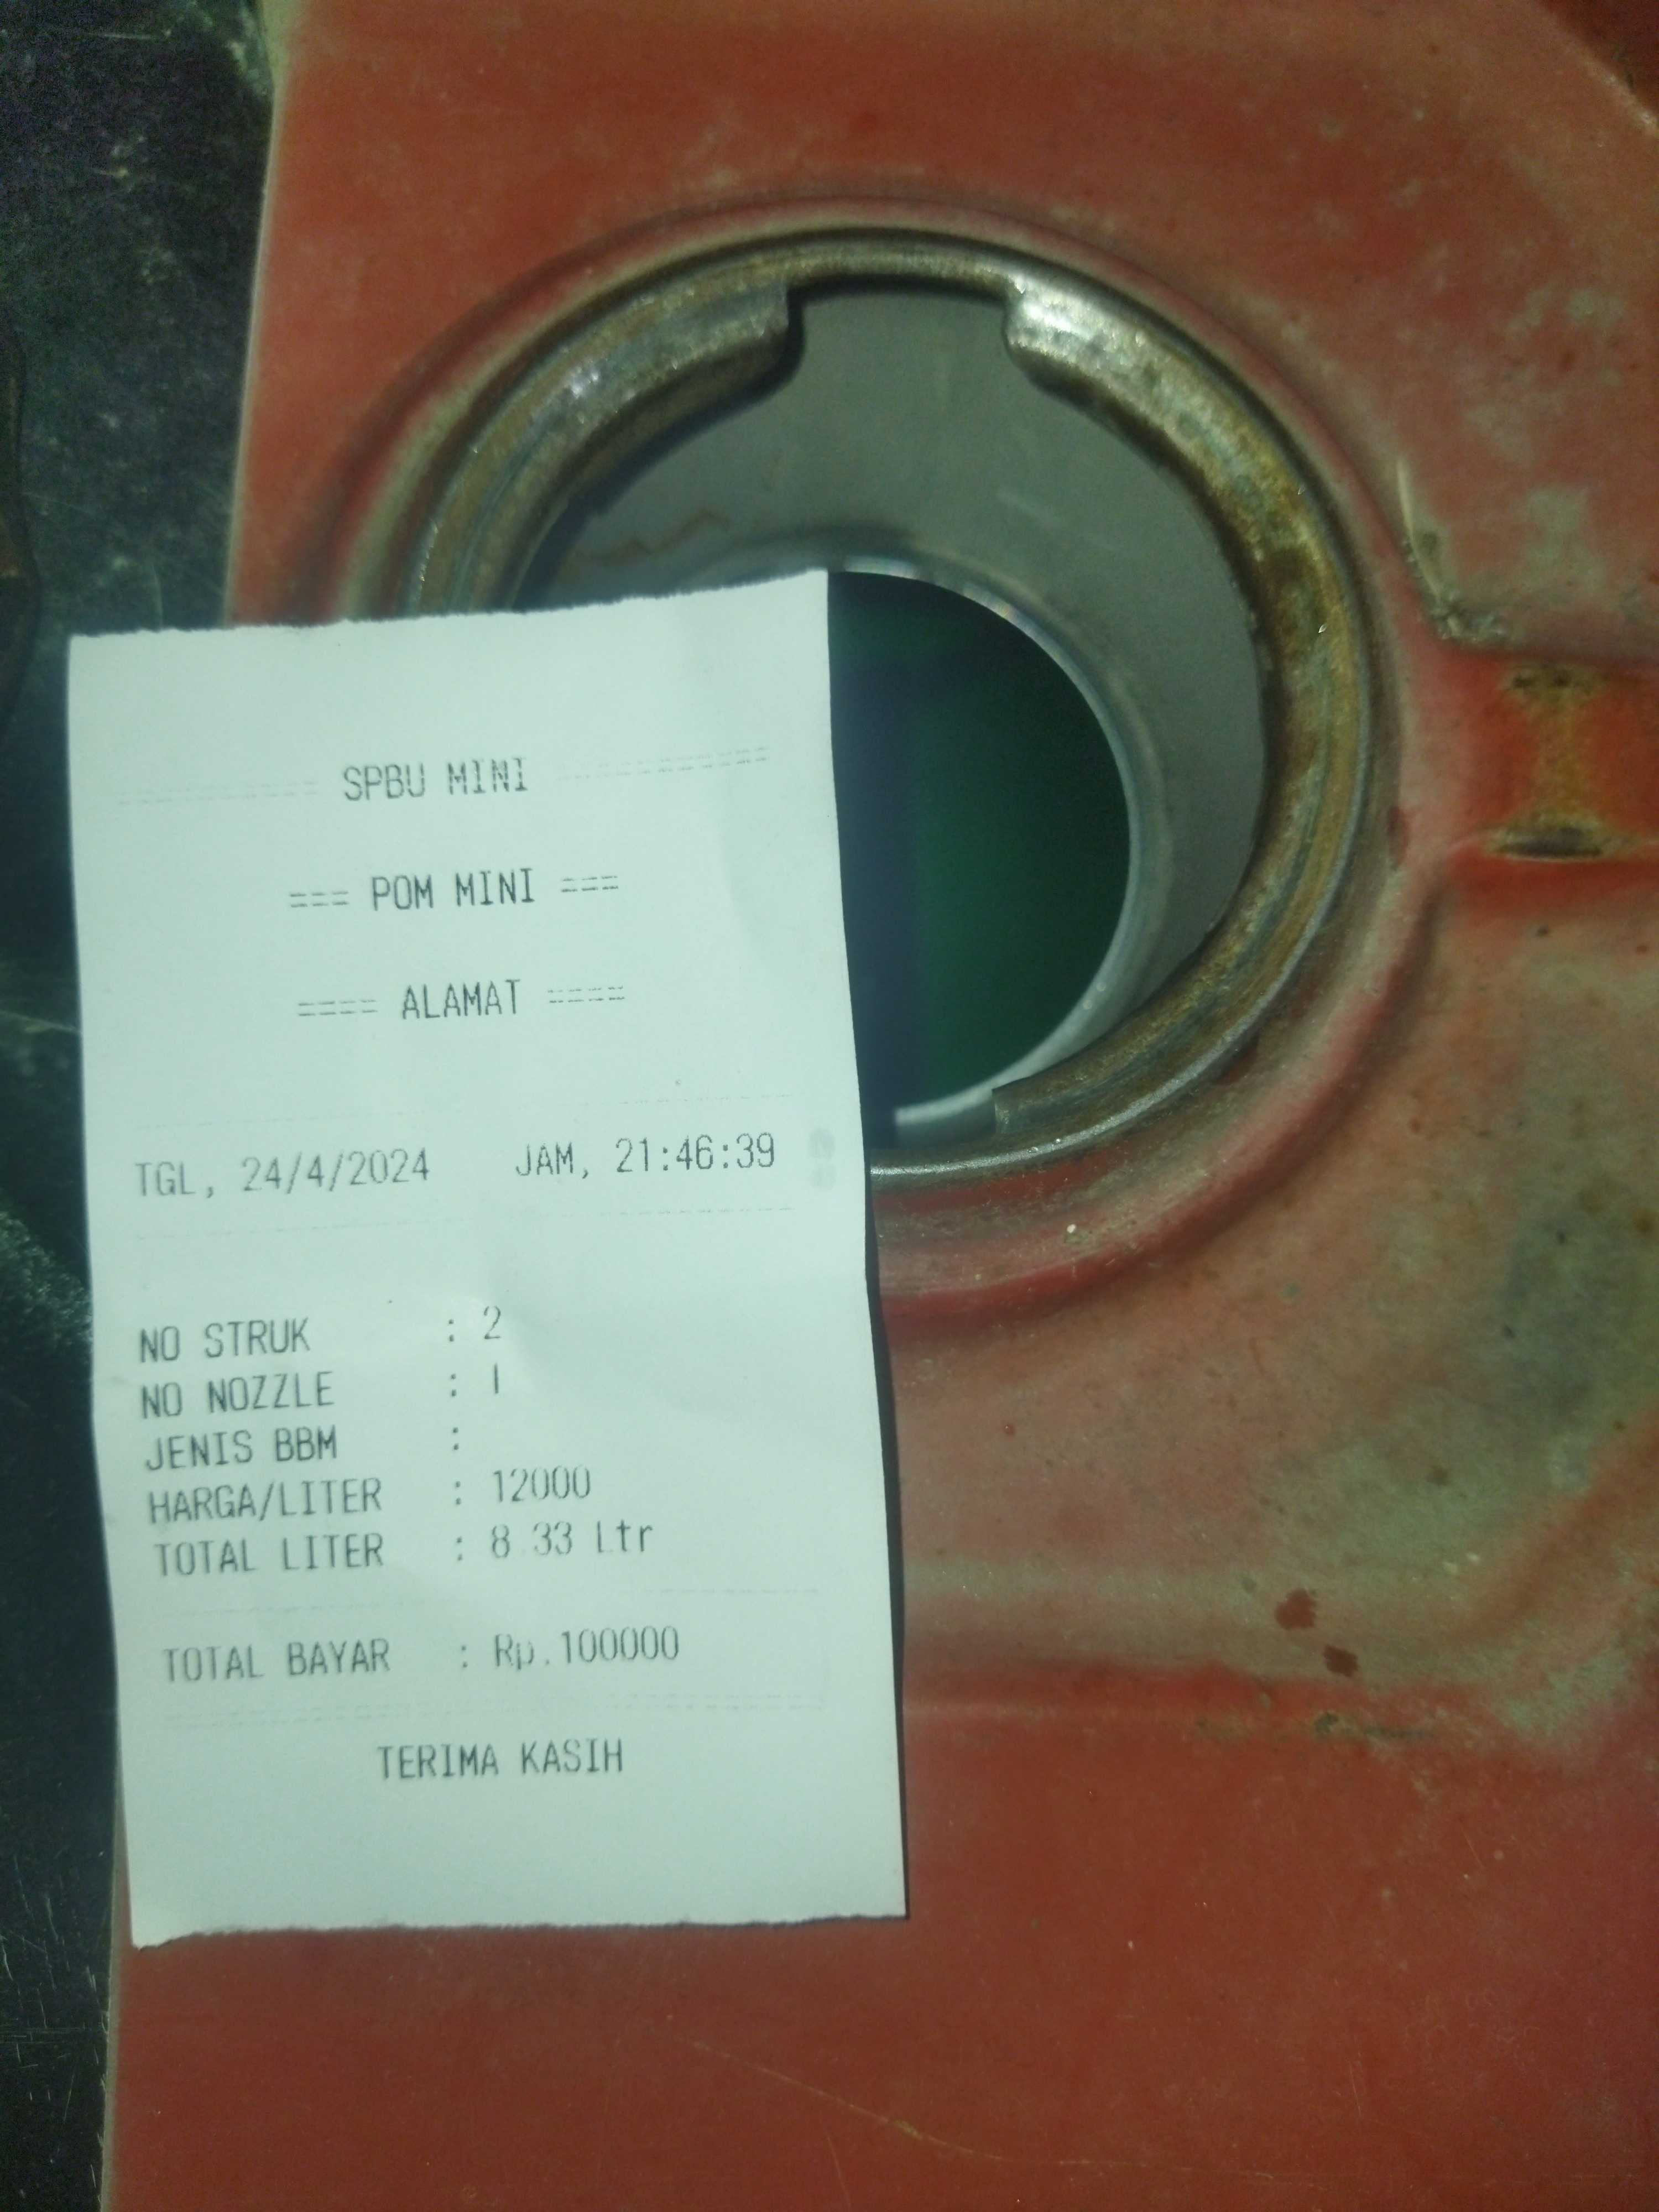 ========== SPBU MINI ===========
=== POM MINI ===
==== ALAMAT ====
TGL, 24/4/2024 JAM, 21:46:39
NO STRUK : 2
NO NOZZLE : 1
JENIS BBM :
HARGA/LITER : 12000
TOTAL LITER : 8.33 Ltr
TOTAL BAYAR : Rp.100000
TERIMA KASIH